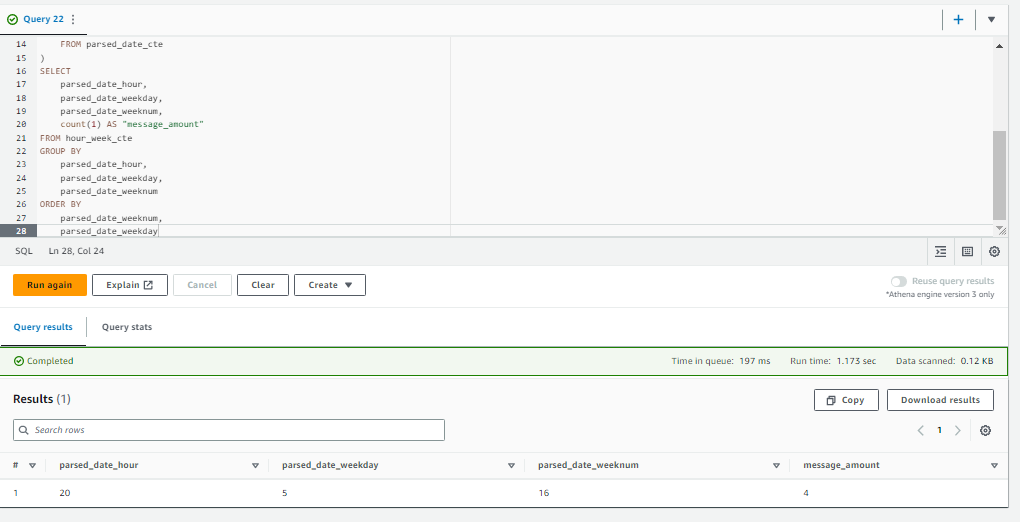 Query 22
14 FROM parsed_date_cte
15 )
16 SELECT
17 parsed_date_hour,
18 parsed_date_weekday,
19 parsed_date_weeknum,
20 count(1) AS "message_amount"
21 FROM hour_week_cte
22 GROUP BY
23 parsed_date_hour,
24 parsed_date_weekday,
25 parsed_date_weeknum
26 ORDER BY
27 parsed_date_weeknum,
28 parsed_date_weekday
SQL Ln 28, Col 24
Run again Explain Cancel Clear Create Reuse query results
*Athena engine version 3 only
Query results Query stats
Completed Time in queue: 197 ms Run time: 1.173 sec Data scanned: 0.12 KB
Results (1) Copy Download results
Search rows 1
# parsed_date_hour parsed_date_weekday parsed_date_weeknum message_amount
1 20 5 16 4